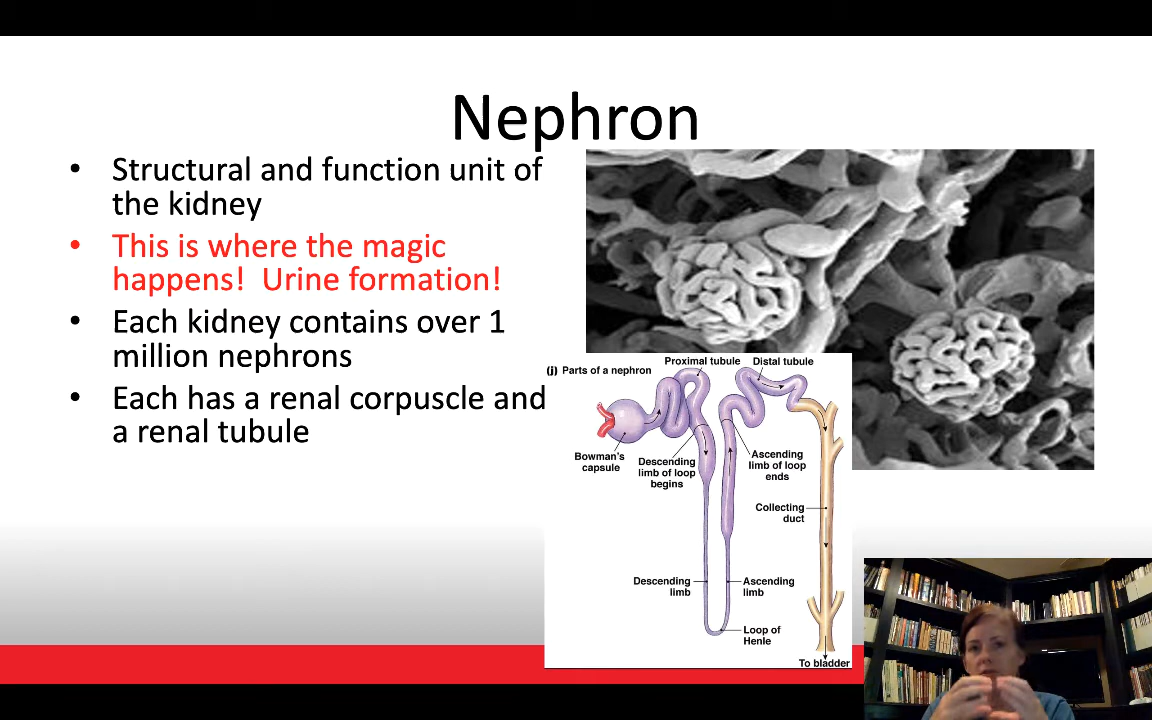 Nephron
• Structural and function unit of
the kidney
• This is where the magic
happens!  Urine formation!
• Each kidney contains over 1
million nephrons
• Each has a renal corpuscle and
a renal tubule
(j) Parts of a nephron
Proximal tubule
Distal tubule
Bowman's
capsule
Descending
limb of loop
begins
Ascending
limb of loop
ends
Collecting
duct
Descending
limb
Ascending
limb
Loop of
Henle
To bladder